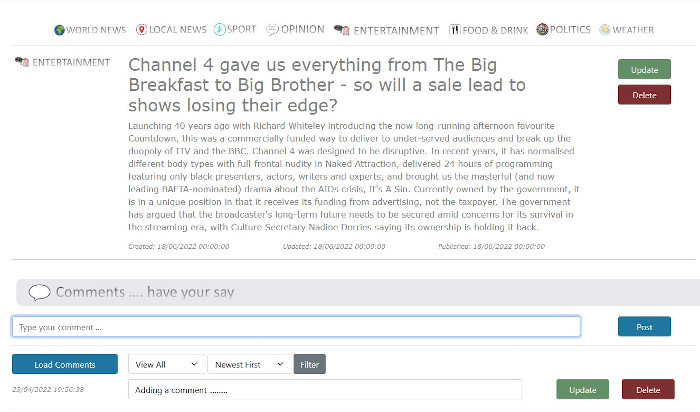 WORLD NEWS LOCAL NEWS SPORT OPINION ENTERTAINMENT FOOD & DRINK POLITICS WEATHER
ENTERTAINMENT
Channel 4 gave us everything from The Big
Breakfast to Big Brother - so will a sale lead to
shows losing their edge?
Update
Delete
Launching 40 years ago with Richard Whiteley introducing the now long running afternoon favourite
Countdown, this was a commercially funded way to deliver to under-served audiences and break up the
duopoly of ITV and the BBC. Channel 4 was designed to be disruptive. In recent years, it has normalised
different body types with full frontal nudity in Naked Attraction, delivered 24 hours of programming
featuring only black presenters, actors, writers and experts, and brought us the masterful (and now
leading BAFTA-nominated) drama about the AIDs crisis, It's A Sin. Currently owned by the government, it
is in a unique position in that it receives its funding from advertising, not the taxpayer. The government
has argued that the broadcaster's long-term future needs to be secured amid concerns for its survival in
the streaming era, with Culture Secretary Nadine Dorries saying its ownership is holding it back.
Created: 18/06/2022 00:00:00 Updated: 18/06/2022 00:00:00 Published: 18/06/2022 00:00:00
Comments .... have your say
Type your comment ... Post
Load Comments View All Newest First Filter
23/04/2022 10:56:38 Adding a comment ......... Update Delete